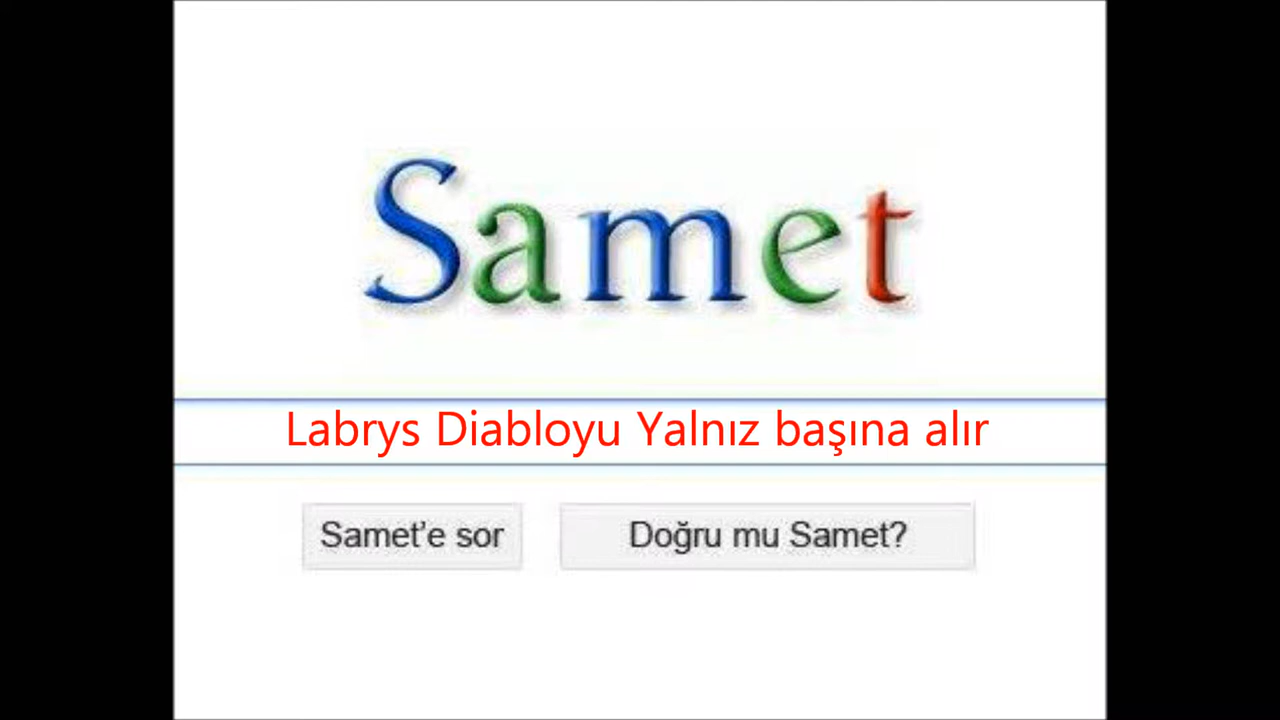 Samet
Labrys Diabloyu Yalnız başına alır
Samet'e sor
Doğru mu Samet?